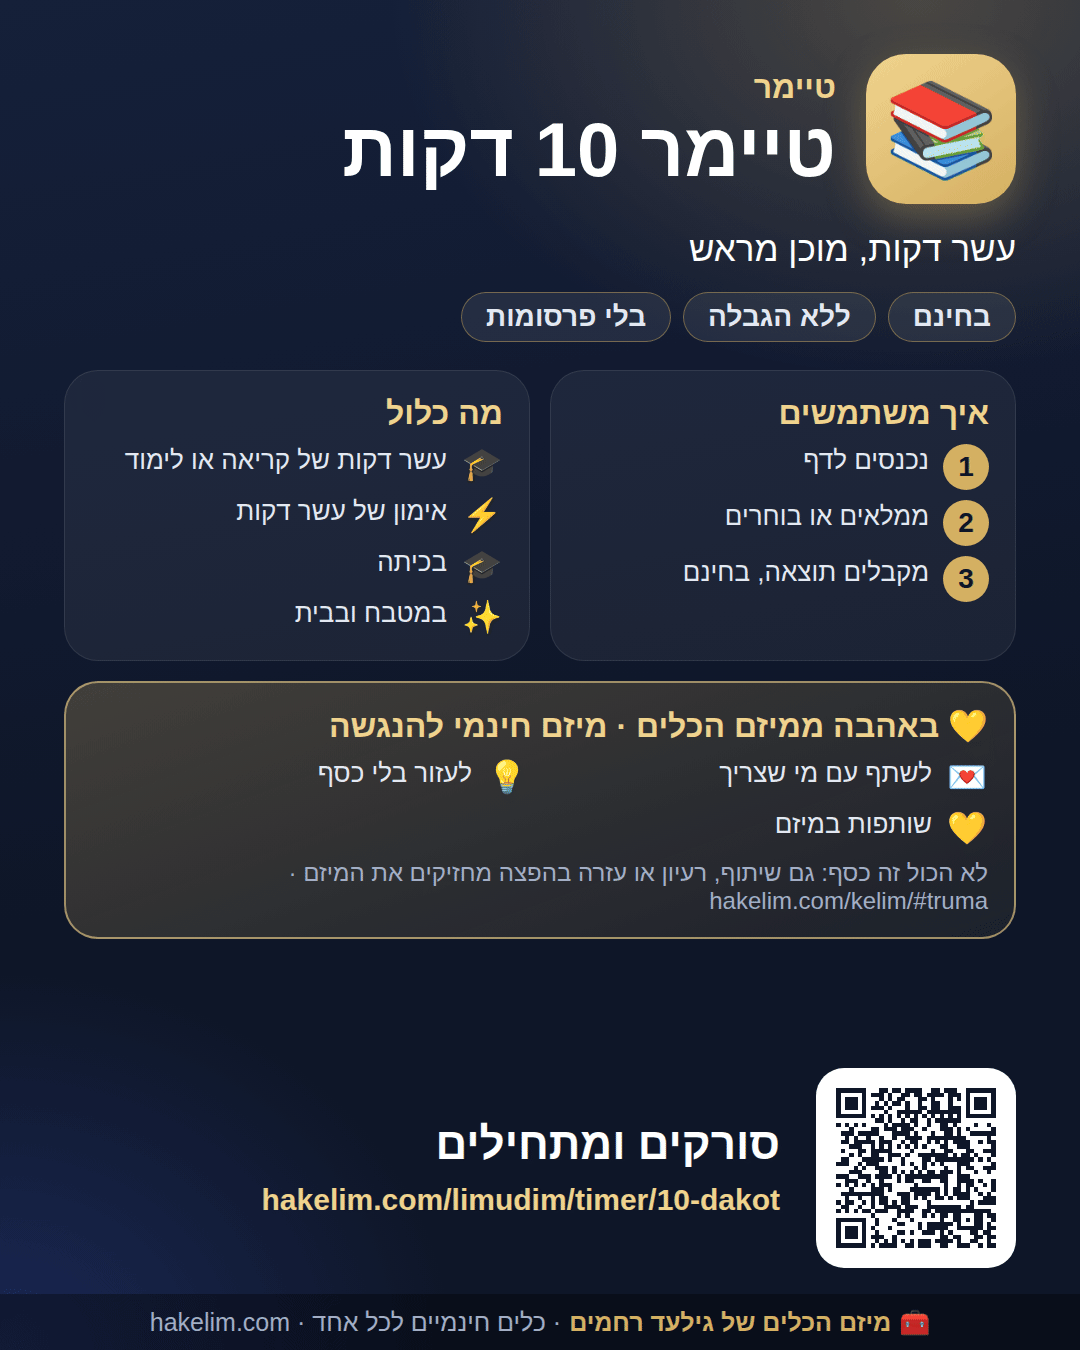 טיימר
טיימר 10 דקות
עשר דקות, מוכן מראש
בחינם
ללא הגבלה
בלי פרסומות
איך משתמשים
1 נכנסים לדף
2 ממלאים או בוחרים
3 מקבלים תוצאה, בחינם
מה כלול
עשר דקות של קריאה או לימוד
אימון של עשר דקות
בכיתה
במטבח ובבית
באהבה ממיזם הכלים · מיזם חינמי להנגשה
לשתף עם מי שצריך
לעזור בלי כסף
שותפות במיזם
לא הכול זה כסף: גם שיתוף, רעיון או עזרה בהפצה מחזיקים את המיזם ·
hakelim.com/kelim/#truma
סורקים ומתחילים
hakelim.com/limudim/timer/10-dakot
מיזם הכלים של גילעד רחמים · כלים חינמיים לכל אחד · hakelim.com